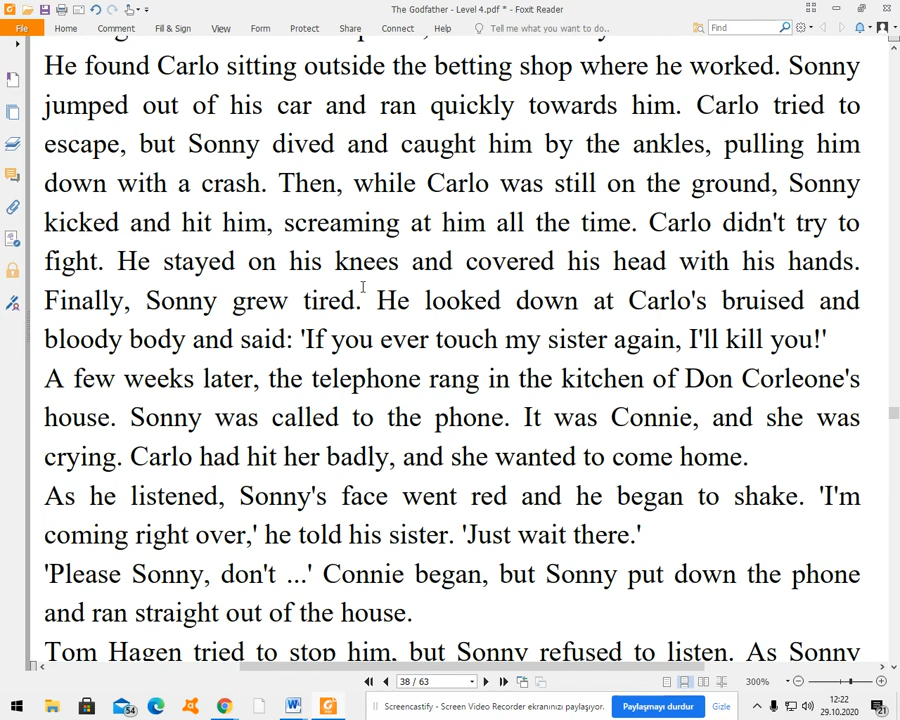 The Godfather - Level 4.pdf * - Foxit Reader
File Home Comment Fill & Sign View Form Protect Share Connect Help Tell me what you want to do.. Find
He found Carlo sitting outside the betting shop where he worked. Sonny
jumped out of his car and ran quickly towards him. Carlo tried to
escape, but Sonny dived and caught him by the ankles, pulling him
down with a crash. Then, while Carlo was still on the ground, Sonny
kicked and hit him, screaming at him all the time. Carlo didn't try to
fight. He stayed on his knees and covered his head with his hands.
Finally, Sonny grew tired. He looked down at Carlo's bruised and
bloody body and said: 'If you ever touch my sister again, I'll kill you!'
A few weeks later, the telephone rang in the kitchen of Don Corleone's
house. Sonny was called to the phone. It was Connie, and she was
crying. Carlo had hit her badly, and she wanted to come home.
As he listened, Sonny's face went red and he began to shake. 'I'm
coming right over,' he told his sister. 'Just wait there.'
'Please Sonny, don't ...' Connie began, but Sonny put down the phone
and ran straight out of the house.
Tom Hagen tried to stop him, but Sonny refused to listen. As Sonny
38 / 63 300%
54 Screencastify - Screen Video Recorder ekranınızı paylaşıyor. Paylaşmayı durdur Gizle 12:22
29.10.2020 21